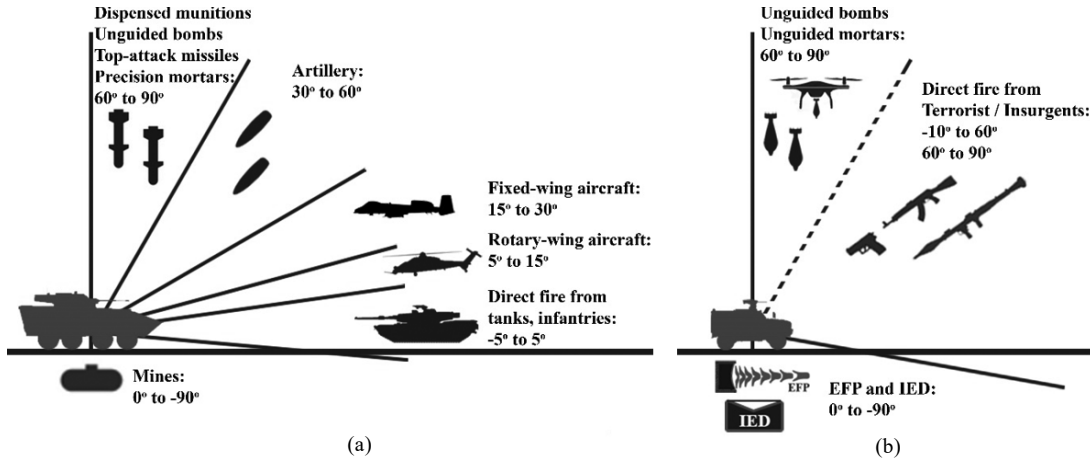 Dispensed munitions
Unguided bombs
Top-attack missiles
Precision mortars:
60° to 90°
Artillery:
30° to 60°
Fixed-wing aircraft:
15° to 30°
Rotary-wing aircraft:
5° to 15°
Direct fire from
tanks, infantries:
-5° to 5°
Mines:
0° to -90°
(a)
Unguided bombs
Unguided mortars:
60° to 90°
Direct fire from
Terrorist / Insurgents:
-10° to 60°
60° to 90°
EFP
EFP and IED:
0° to -90°
IED
(b)